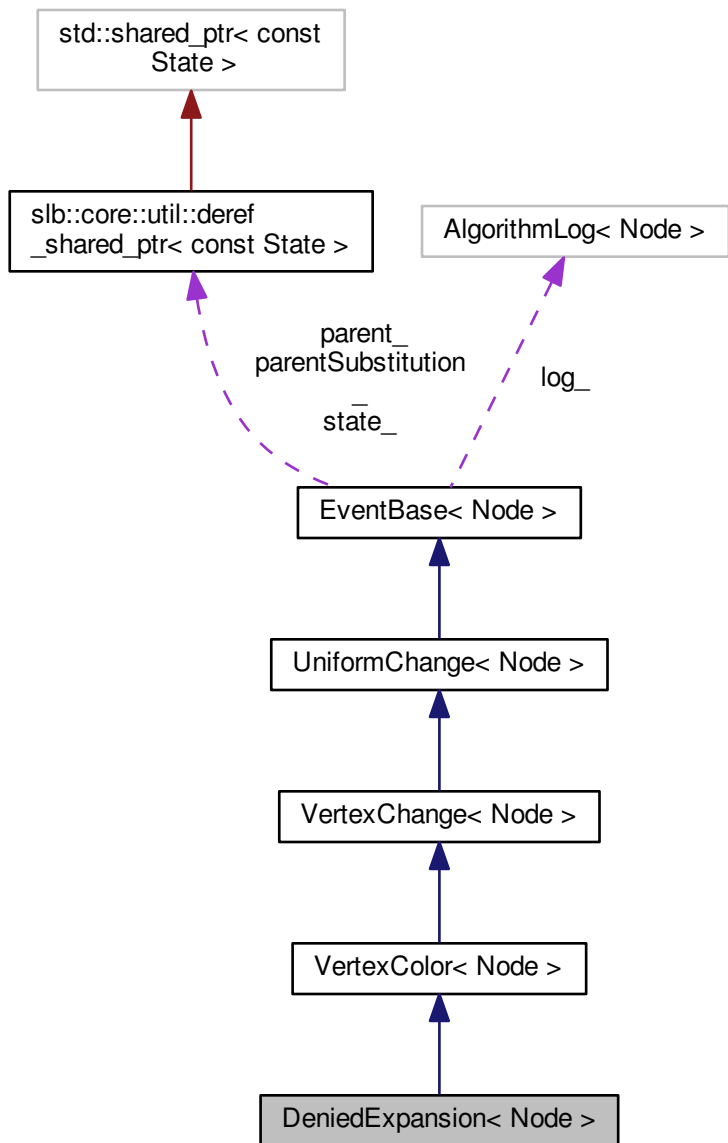 std::shared_ptr< const
State >
slb::core::util::deref
_shared_ptr< const State >
AlgorithmLog< Node >
parent_
parentSubstitution
_
state_
log_
EventBase< Node >
UniformChange< Node >
VertexChange< Node >
VertexColor< Node >
DeniedExpansion< Node >